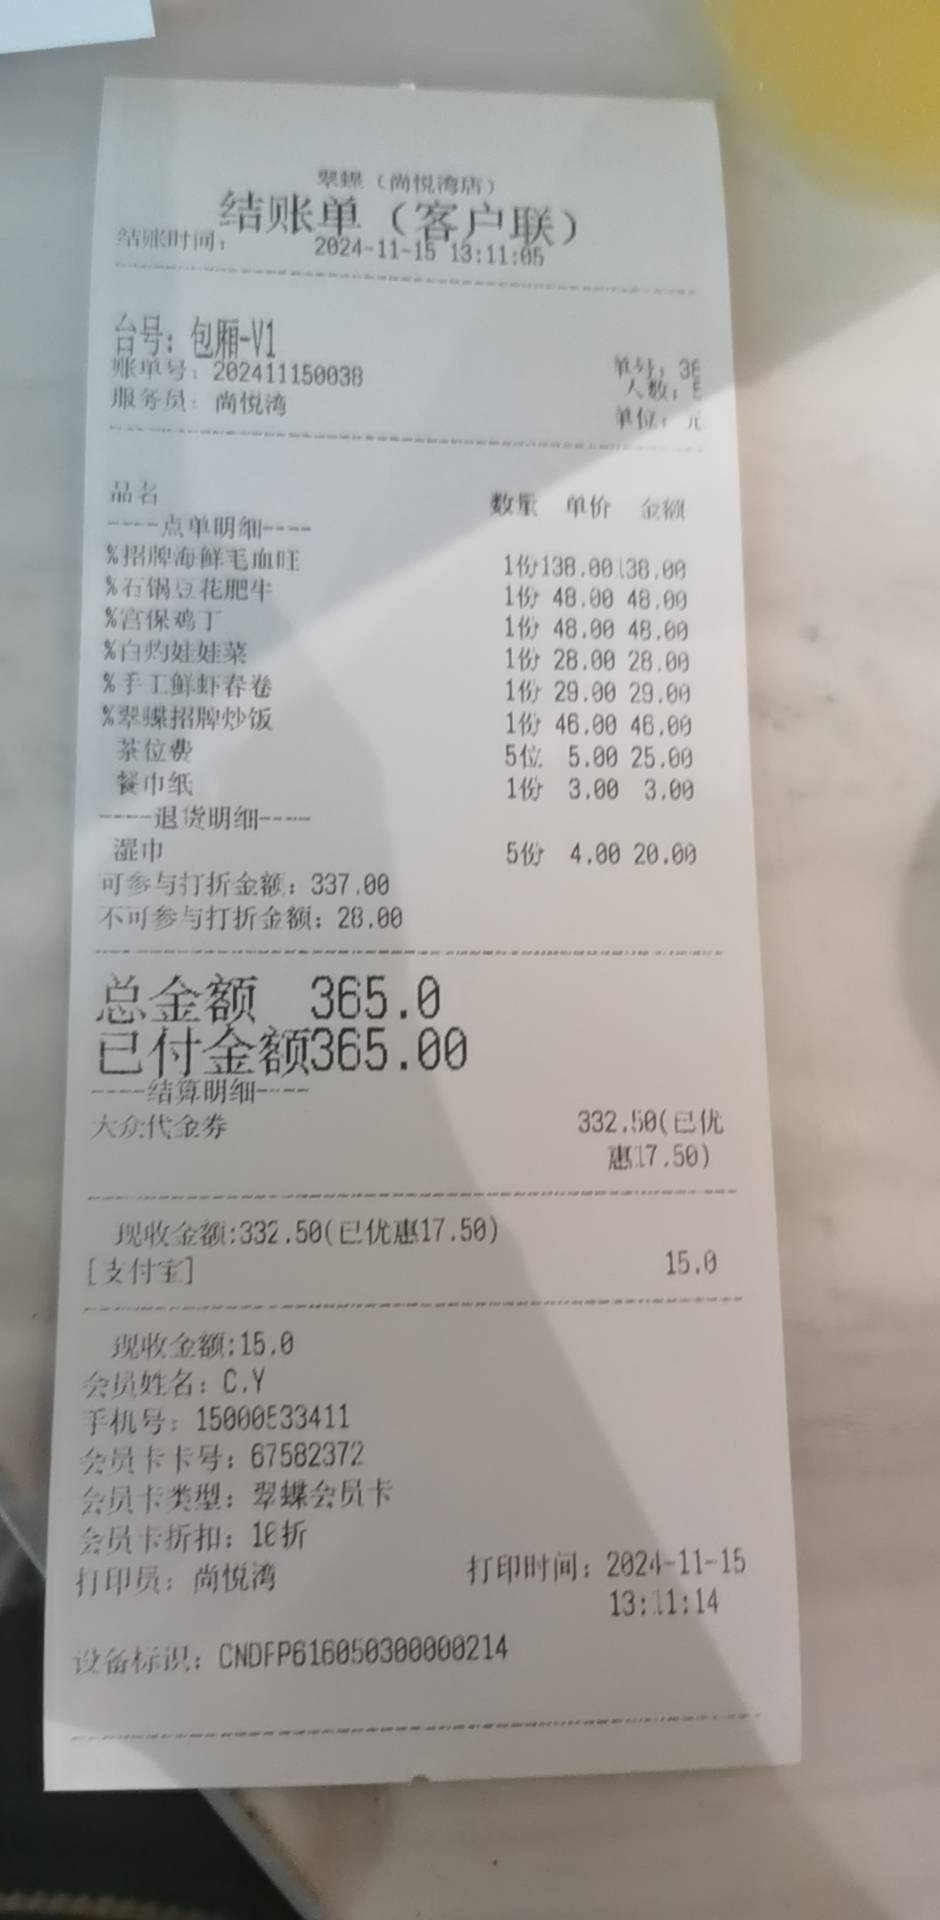 翠蝶（尚悦湾店）
结账单（客户联）
结账时间： 2024-11-15 13:11:05
台号：包厢-V1
账单号：202411150038 单号：38
服务员：尚悦湾 人数：
单位：元
品名 数量 单价 金额
----点单明细----
%招牌海鲜毛血旺 1份 138.00 138.00
%石锅豆花肥牛 1份 48.00 48.00
%宫保鸡丁 1份 48.00 48.00
%白灼娃娃菜 1份 28.00 28.00
%手工鲜虾春卷 1份 29.00 29.00
%翠蝶招牌炒饭 1份 46.00 46.00
茶位费 5位 5.00 25.00
餐巾纸 1份 3.00 3.00
----退货明细----
湿巾 5份 4.00 20.00
可参与打折金额：337.00
不可参与打折金额：28.00
总金额 365.0
已付金额365.00
----结算明细----
大众代金券 332.50(已优
惠17.50)
现收金额:332.50(已优惠17.50)
[支付宝] 15.0
现收金额:15.0
会员姓名：C.Y
手机号：15000533411
会员卡卡号：67582372
会员卡类型：翠蝶会员卡
会员卡折扣：10折
打印员：尚悦湾 打印时间：2024-11-15
13:11:14
设备标识：CNDFP616050300000214